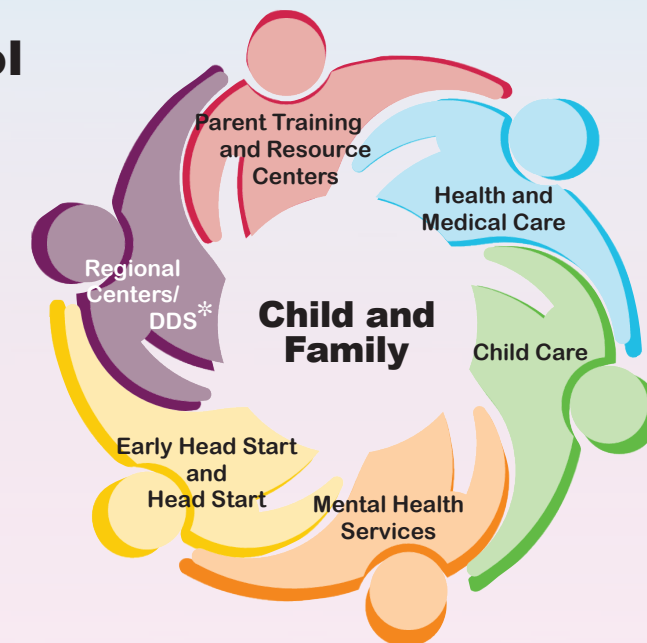 Parent Training
and Resource
Centers
Health and
Medical Care
Regional
Centers/
DDS*
Child and
Family
Child Care
Early Head Start
and
Head Start
Mental Health
Services